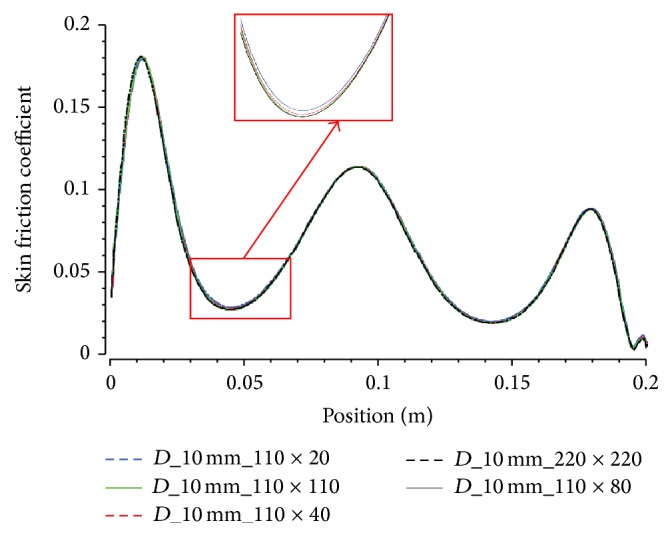 0.2
0.15
0.1
0.05
0
Skin friction coefficient
0
0.05
0.1
0.15
0.2
Position (m)
D_10 mm_110 × 20
D_10 mm_110 × 110
D_10 mm_110 × 40
D_10 mm_220 × 220
D_10 mm_110 × 80